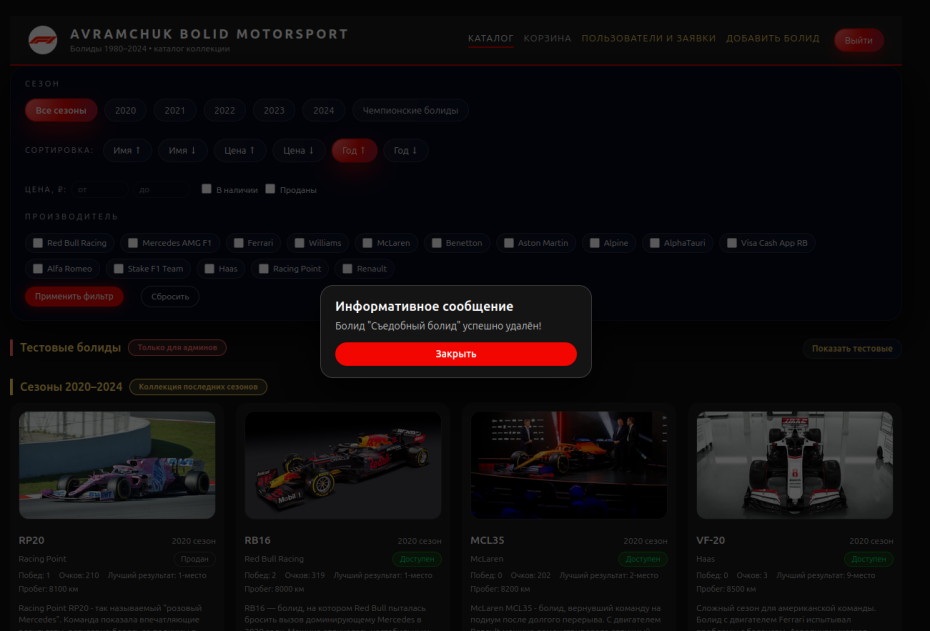 AVRAMCHUK BOLID MOTORSPORT
Болиды 1980–2024 • каталог коллекции
КАТАЛОГ КОРЗИНА ПОЛЬЗОВАТЕЛИ И ЗАЯВКИ ДОБАВИТЬ БОЛИД Выйти
СЕЗОН
Все сезоны 2020 2021 2022 2023 2024 Чемпионские болиды
СОРТИРОВКА: Имя ↑ Имя ↓ Цена ↑ Цена ↓ Год ↑ Год ↓
ЦЕНА, ₽: от до В наличии Проданы
ПРОИЗВОДИТЕЛЬ
Red Bull Racing Mercedes AMG F1 Ferrari Williams McLaren Benetton Aston Martin Alpine AlphaTauri Visa Cash App RB
Alfa Romeo Stake F1 Team Haas Racing Point Renault
Применить фильтр Сбросить
Информативное сообщение
Болид "Съедобный болид" успешно удалён!
Закрыть
Тестовые болиды Только для админов Показать тестовые
Сезоны 2020–2024 Коллекция последних сезонов
RP20 2020 сезон
Racing Point Продан
Побед: 1 Очков: 210 Лучший результат: 1-место
Пробег: 8100 км
Racing Point RP20 - так называемый "розовый
Mercedes". Команда показала впечатляющие
RB16 2020 сезон
Red Bull Racing Доступен
Побед: 2 Очков: 319 Лучший результат: 1-место
Пробег: 8000 км
RB16 — болид, на котором Red Bull пыталась
бросить вызов доминирующему Mercedes в
MCL35 2020 сезон
McLaren Доступен
Побед: 0 Очков: 202 Лучший результат: 2-место
Пробег: 8200 км
McLaren MCL35 - болид, вернувший команду на
подиум после долгого перерыва. С двигателем
VF-20 2020 сезон
Haas Доступен
Побед: 0 Очков: 3 Лучший результат: 9-место
Пробег: 8500 км
Сложный сезон для американской команды.
Болид с двигателем Ferrari испытывал